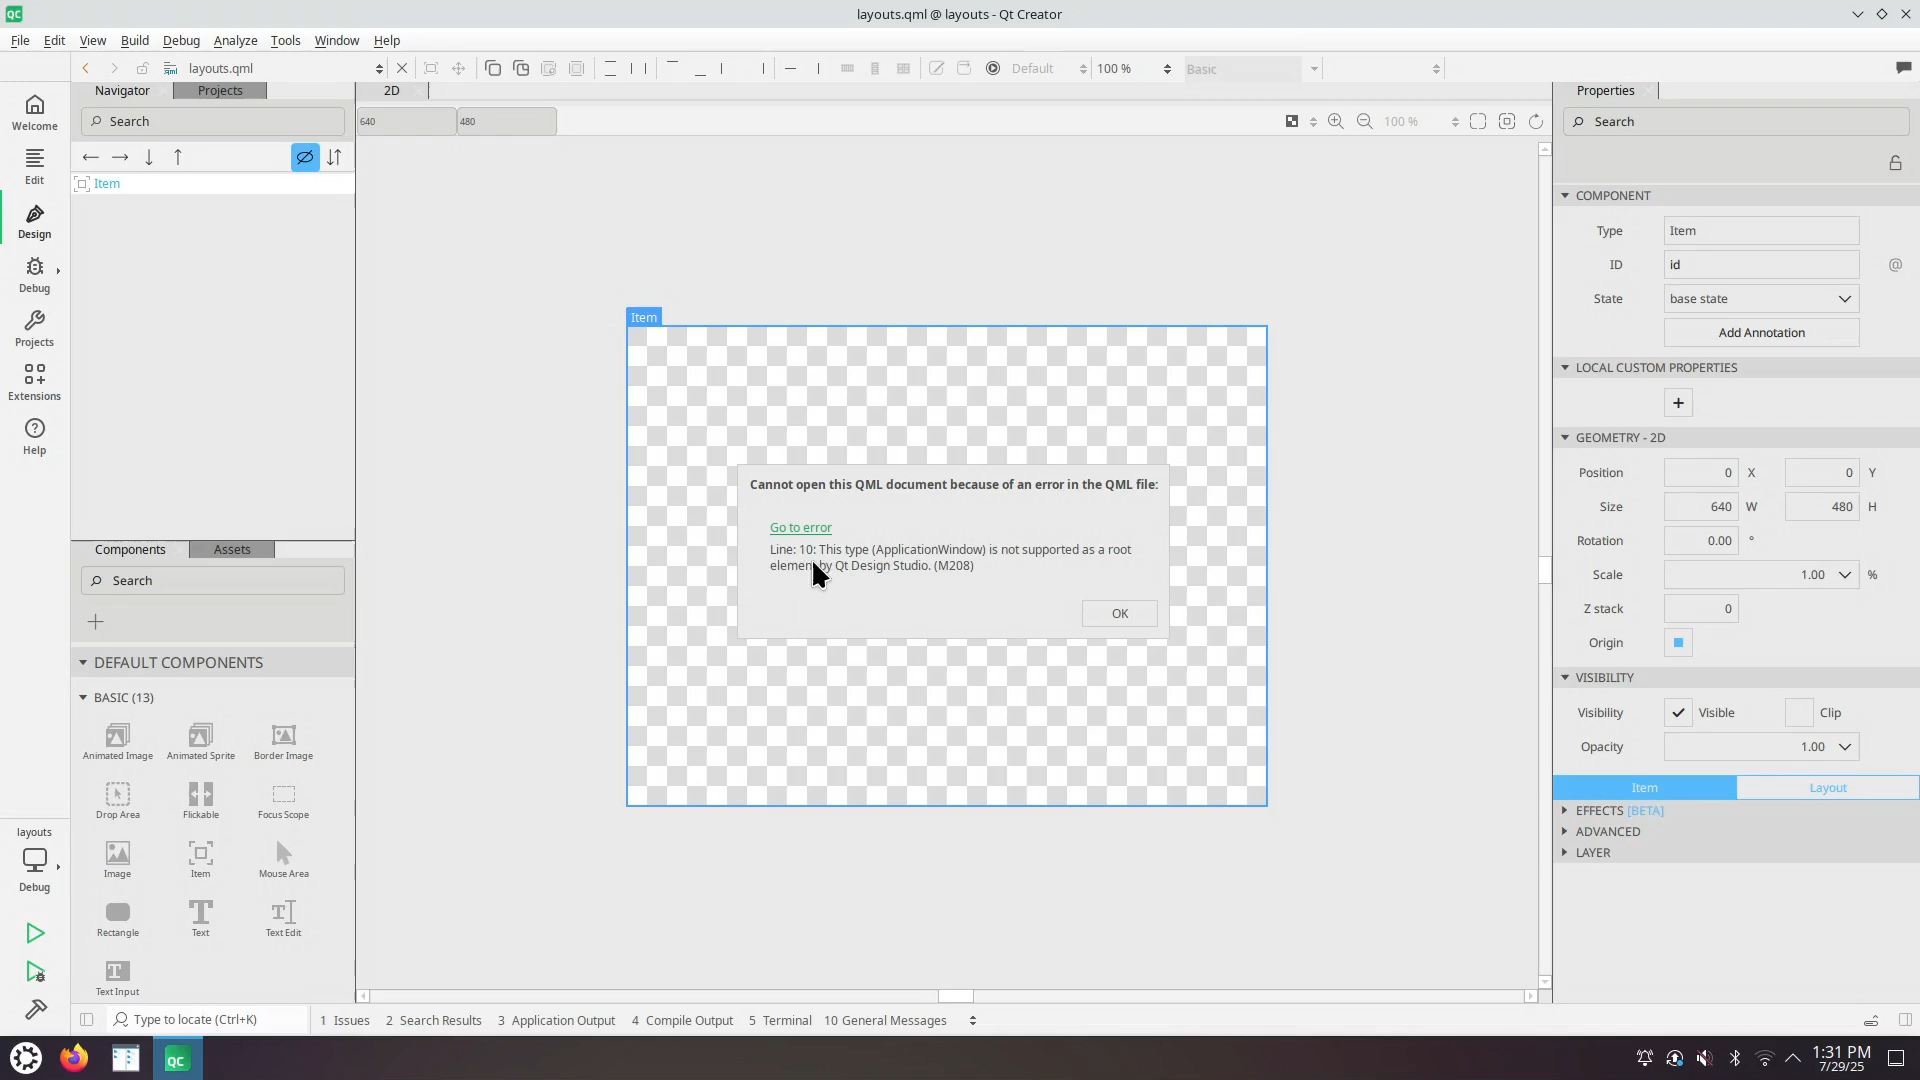 QC
layouts.qml @ layouts - Qt Creator
File Edit View Build Debug Analyze Tools Window Help
layouts.qml
Default
100 %
Basic
Navigator
Projects
2D
Properties
Welcome
Edit
Design
Debug
Projects
Extensions
Help
Search
Item
640
480
100 %
Item
Cannot open this QML document because of an error in the QML file:
Go to error
Line: 10: This type (ApplicationWindow) is not supported as a root
by Qt Design Studio. (M208)
OK
Components
Assets
Search
DEFAULT COMPONENTS
BASIC (13)
Animated Image
Animated Sprite
Border Image
Drop Area
Flickable
Focus Scope
Image
Item
Mouse Area
Rectangle
Text
Text Edit
Text Input
Search
COMPONENT
Type
Item
ID
id
@
State
base state
Add Annotation
LOCAL CUSTOM PROPERTIES
+
GEOMETRY - 2D
Position
0
X
0
Y
Size
640
W
480
H
Rotation
0.00
°
Scale
1.00
%
Z stack
0
Origin
VISIBILITY
Visibility
Visible
Clip
Opacity
1.00
Item
Layout
EFFECTS [BETA]
ADVANCED
LAYER
layouts
Debug
Type to locate (Ctrl+K)
1 Issues
2 Search Results
3 Application Output
4 Compile Output
5 Terminal
10 General Messages
QC
1:31 PM
7/29/25